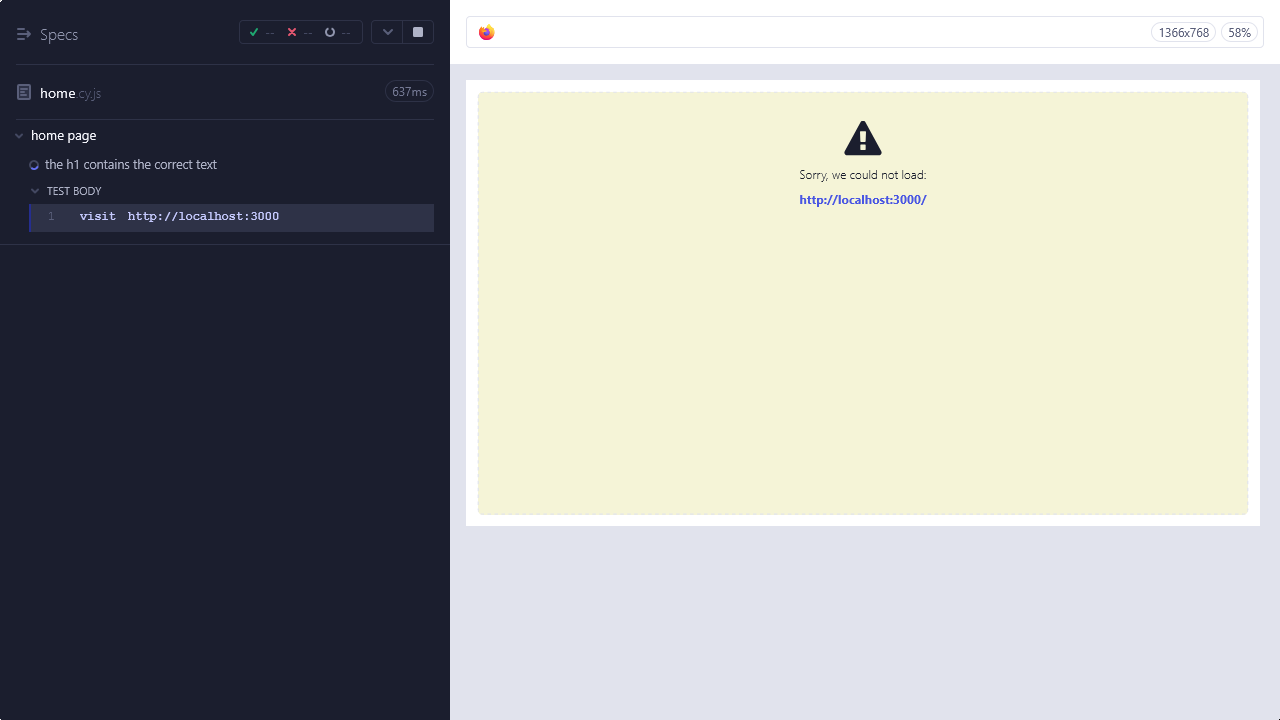 Specs
-- -- --
home.cy.js
637ms
home page
the h1 contains the correct text
TEST BODY
1 visit http://localhost:3000
1366x768
58%
Sorry, we could not load:
http://localhost:3000/